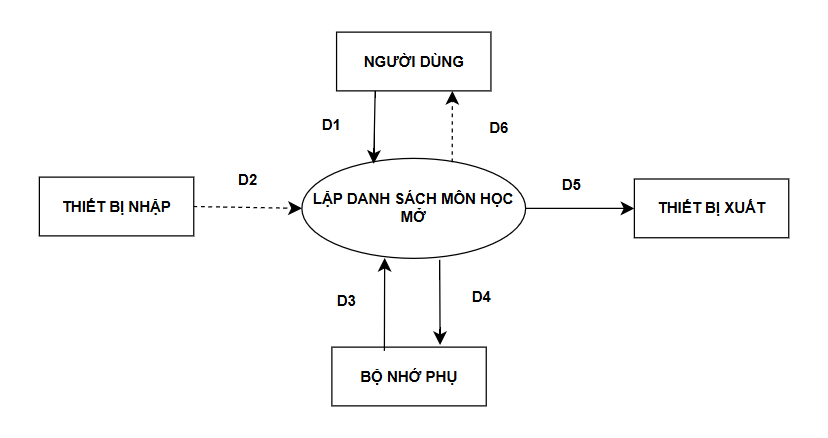 NGƯỜI DÙNG
D1
D6
D2
D5
THIẾT BỊ NHẬP
LẬP DANH SÁCH MÔN HỌC
MỞ
THIẾT BỊ XUẤT
D3
D4
BỘ NHỚ PHỤ